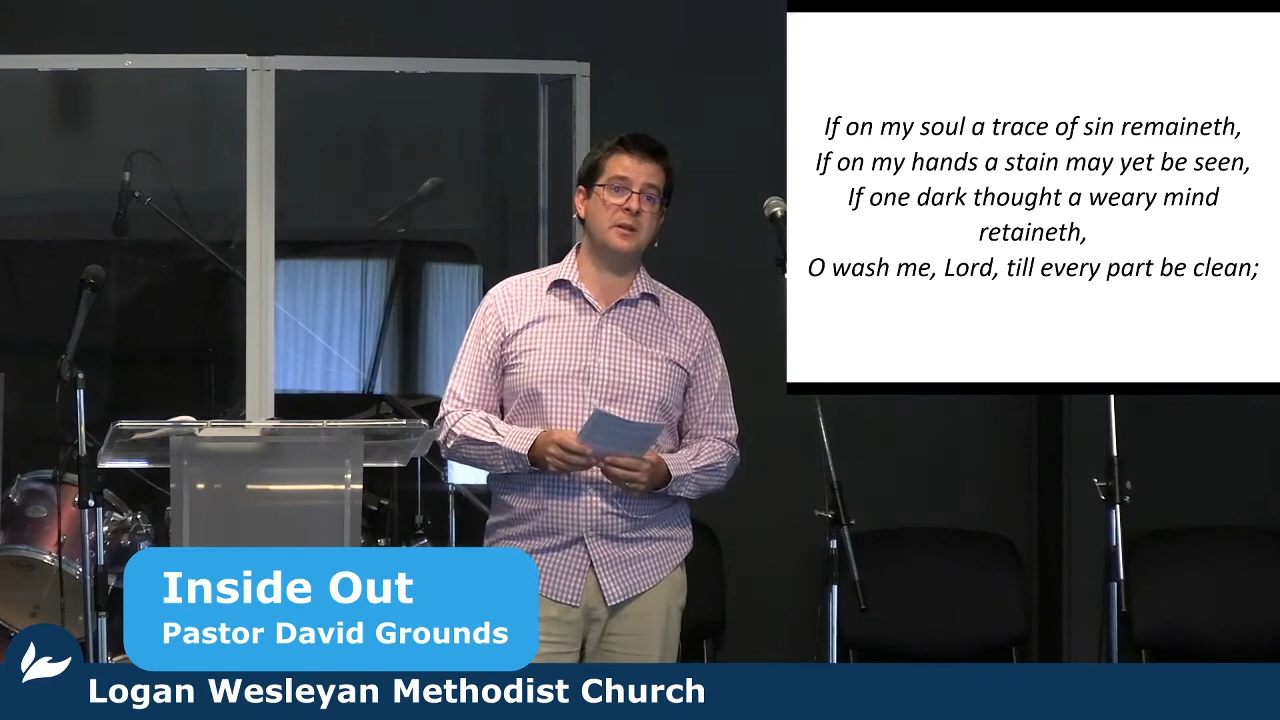 If on my soul a trace of sin remaineth,
If on my hands a stain may yet be seen,
If one dark thought a weary mind
retaineth,
O wash me, Lord, till every part be clean;
Inside Out
Pastor David Grounds
Logan Wesleyan Methodist Church